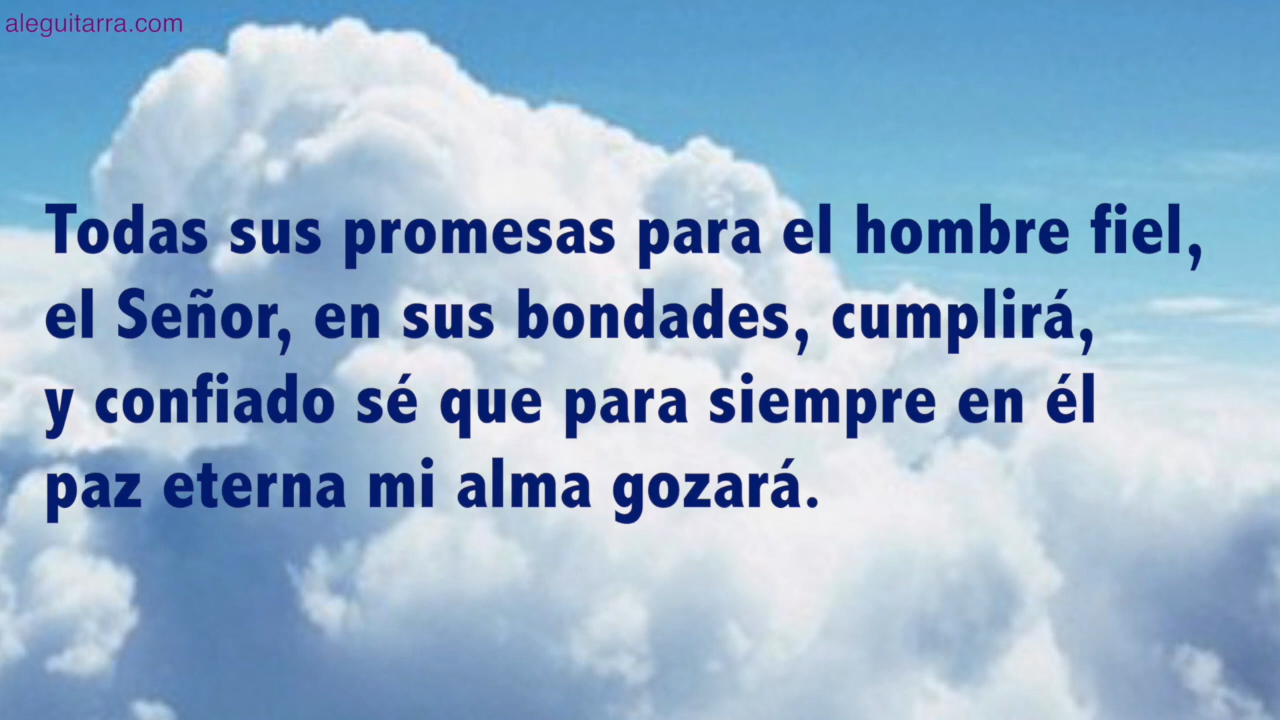 aleguitarra.com
Todas sus promesas para el hombre fiel,
el Señor, en sus bondades, cumplirá,
y confiado sé que para siempre en él
paz eterna mi alma gozará.